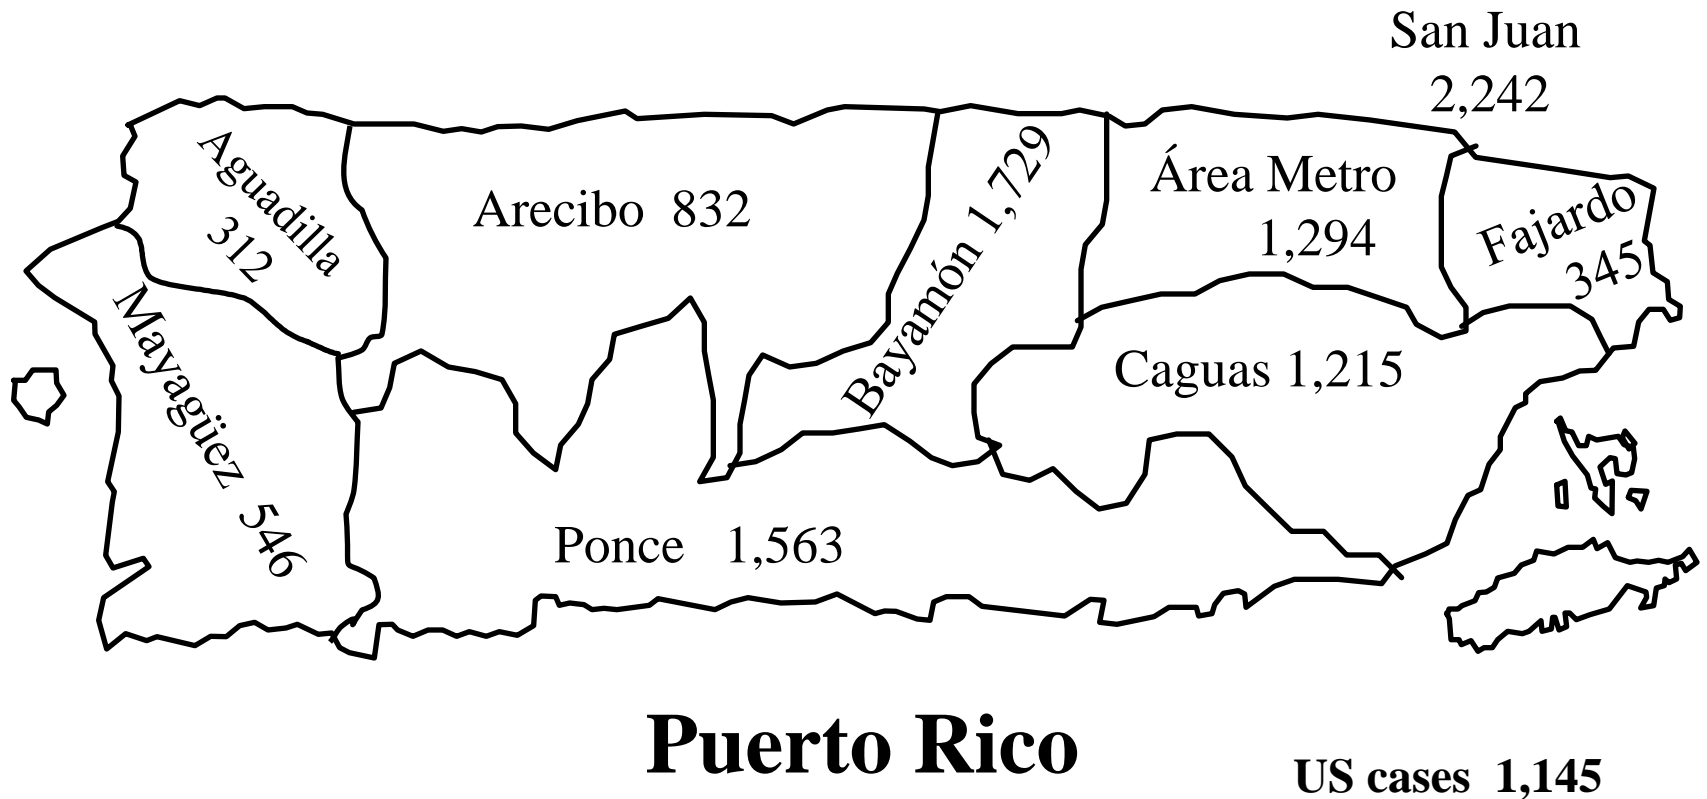 San Juan
2,242
Aguadilla
312
Arecibo 832
Bayamón 1,729
Área Metro
1,294
Fajardo
345
Mayagüez 546
Caguas 1,215
Ponce 1,563
Puerto Rico
US cases 1,145